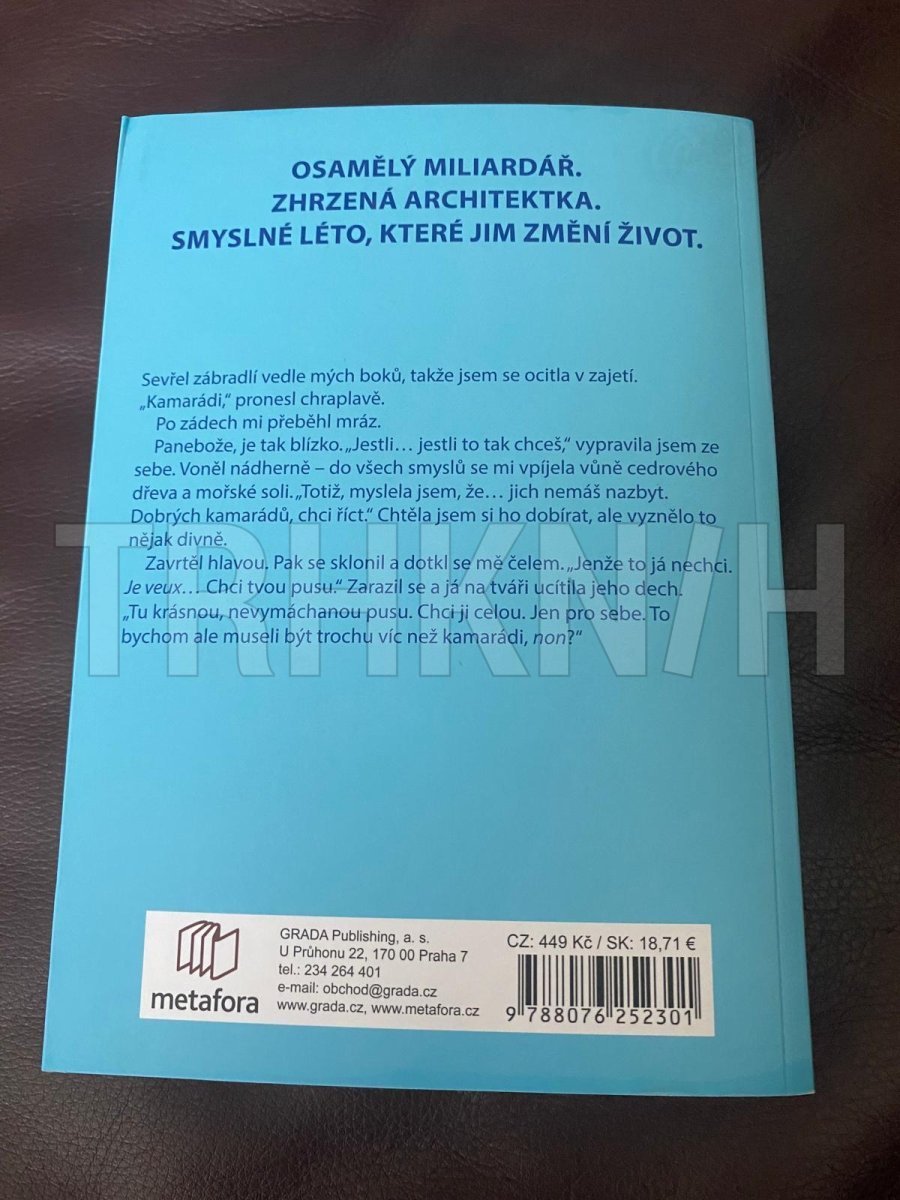 OSAMĚLÝ MILIARDÁŘ.
ZHRZENÁ ARCHITEKTKA.
SMYSLNÉ LÉTO, KTERÉ JIM ZMĚNÍ ŽIVOT.
Sevřel zábradlí vedle mých boků, takže jsem se ocitla v zajetí.
„Kamarádi,“ pronesl chraplavě.
Po zádech mi přeběhl mráz.
Panebože, je tak blízko. „Jestli… jestli to tak chceš,“ vypravila jsem ze
sebe. Voněl nádherně – do všech smyslů se mi vpíjela vůně cedrového
dřeva a mořské soli. „Totiž, myslela jsem, že… jich nemáš nazbyt.
Dobrých kamarádů, chci říct.“ Chtěla jsem si ho dobírat, ale vyznělo to
nějak divně.
Zavrtěl hlavou. Pak se sklonil a dotkl se mě čelem. „Jenže to já nechci.
Je veux… Chci tvou pusu.“ Zarazil se a já na tváři ucítila jeho dech.
„Tu krásnou, nevymáchanou pusu. Chci ji celou. Jen pro sebe. To
bychom ale museli být trochu víc než kamarádi, non?“
TRHKNIH
metafora
GRADA Publishing, a. s.
U Průhonu 22, 170 00 Praha 7
tel.: 234 264 401
e-mail: obchod@grada.cz
www.grada.cz, www.metafora.cz
CZ: 449 Kč / SK: 18,71 €
9 788076 252301